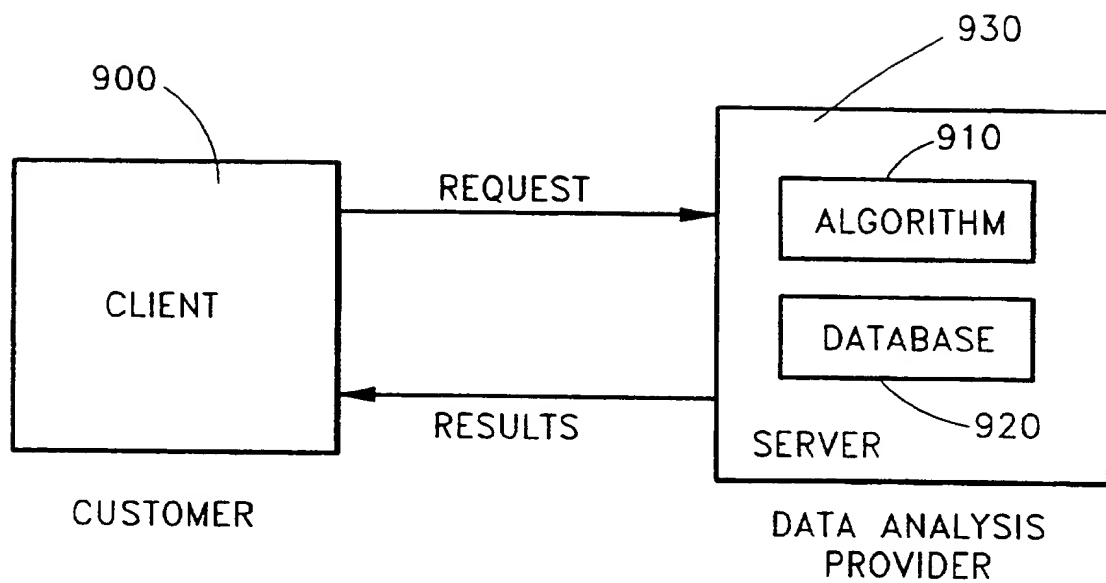 930
900
910
REQUEST
ALGORITHM
CLIENT
DATABASE
RESULTS
920
SERVER
CUSTOMER
DATA ANALYSIS
PROVIDER